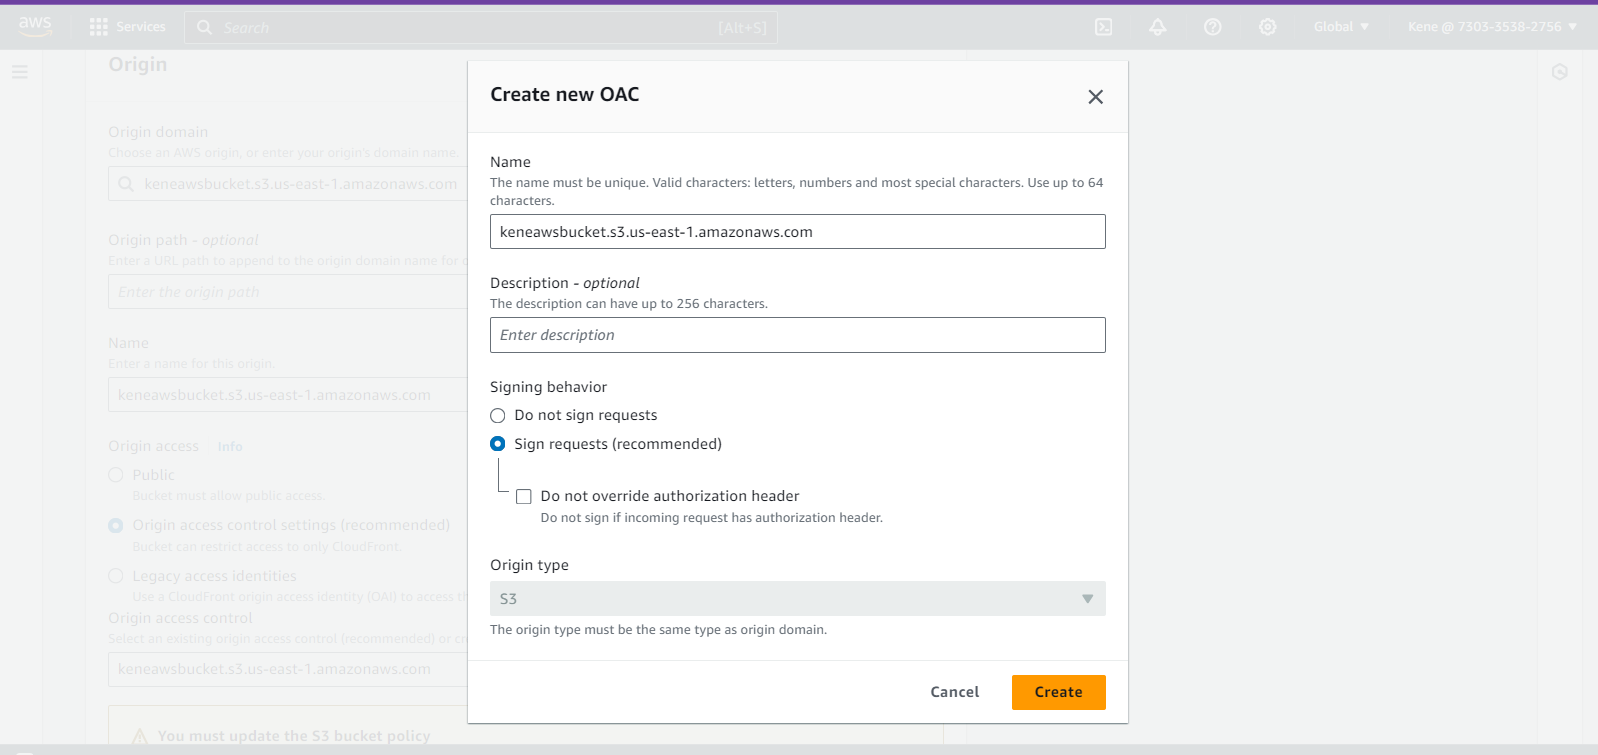 aws
Services
Search
[Alt+S]
Global
Kene @ 7303-3538-2756
Origin
Origin domain
Choose an AWS origin, or enter your origin's domain name.
keneawsbucket.s3.us-east-1.amazonaws.com
Origin path - optional
Enter a URL path to append to the origin domain name for
Enter the origin path
Name
Enter a name for this origin.
keneawsbucket.s3.us-east-1.amazonaws.com
Origin access
Info
Public
Bucket must allow public access.
Origin access control settings (recommended)
Bucket can restrict access to only CloudFront.
Legacy access identities
Use a CloudFront origin access identity (OAI) to access
Origin access control
Select an existing origin access control (recommended) or
keneawsbucket.s3.us-east-1.amazonaws.com
You must update the S3 bucket policy
Create new OAC
Name
The name must be unique. Valid characters: letters, numbers and most special characters. Use up to 64
characters.
keneawsbucket.s3.us-east-1.amazonaws.com
Description - optional
The description can have up to 256 characters.
Enter description
Signing behavior
Do not sign requests
Sign requests (recommended)
Do not override authorization header
Do not sign if incoming request has authorization header.
Origin type
S3
The origin type must be the same type as origin domain.
Cancel
Create